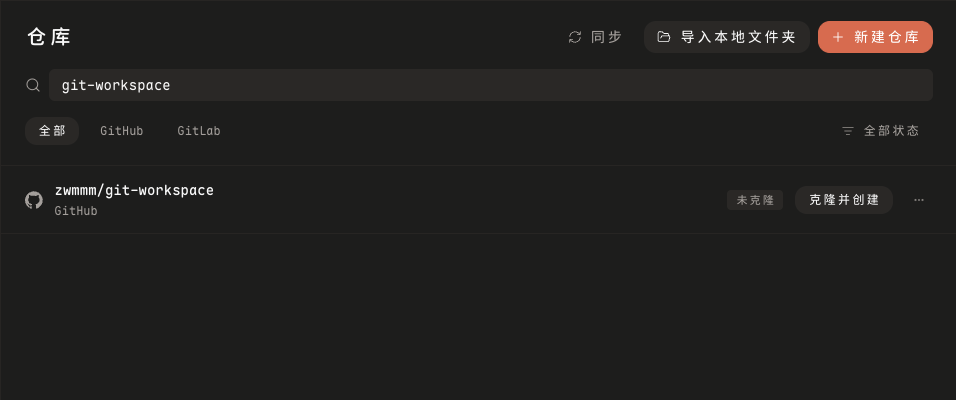 仓库
同步
导入本地文件夹
新建仓库
git-workspace
全部
GitHub
GitLab
全部状态
zwmmm/git-workspace
GitHub
未克隆
克隆并创建